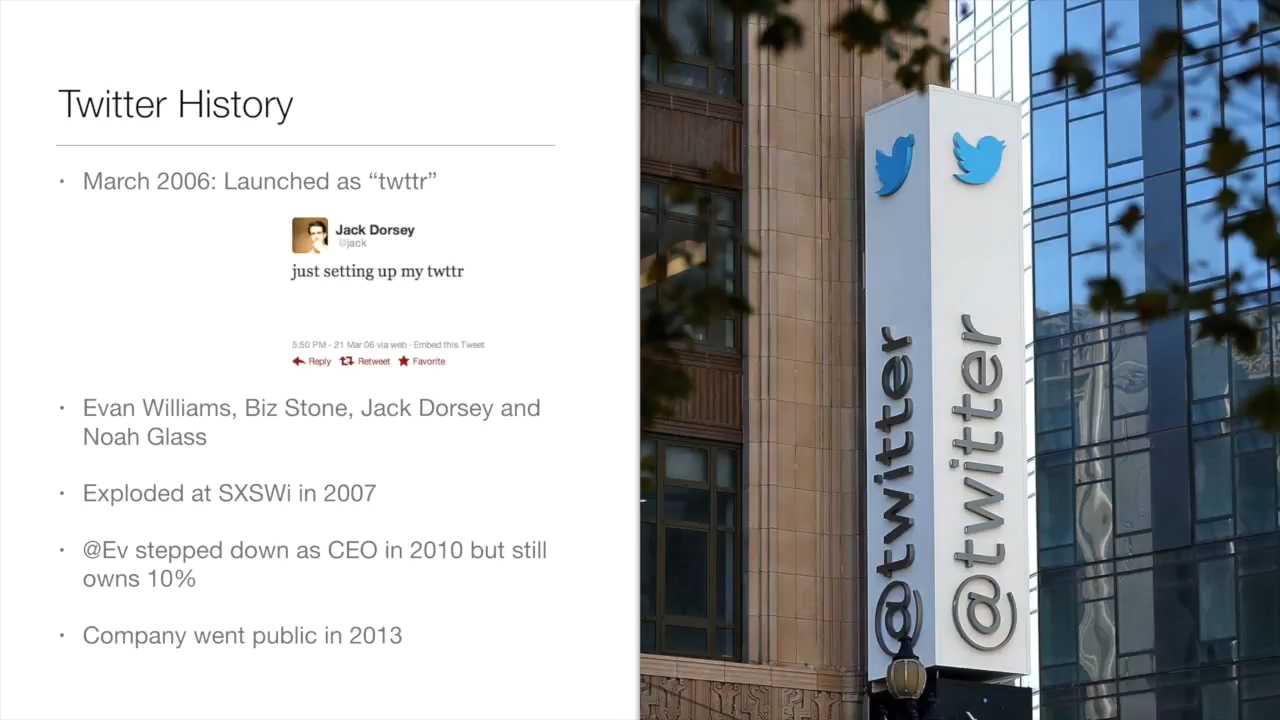 Twitter History
· March 2006: Launched as “twttr”
Jack Dorsey
@jack
just setting up my twttr
5:50 PM - 21 Mar 06 via web · Embed this Tweet
Reply Retweet Favorite
· Evan Williams, Biz Stone, Jack Dorsey and
Noah Glass
· Exploded at SXSWi in 2007
· @Ev stepped down as CEO in 2010 but still
owns 10%
· Company went public in 2013
@twitter
@twitter